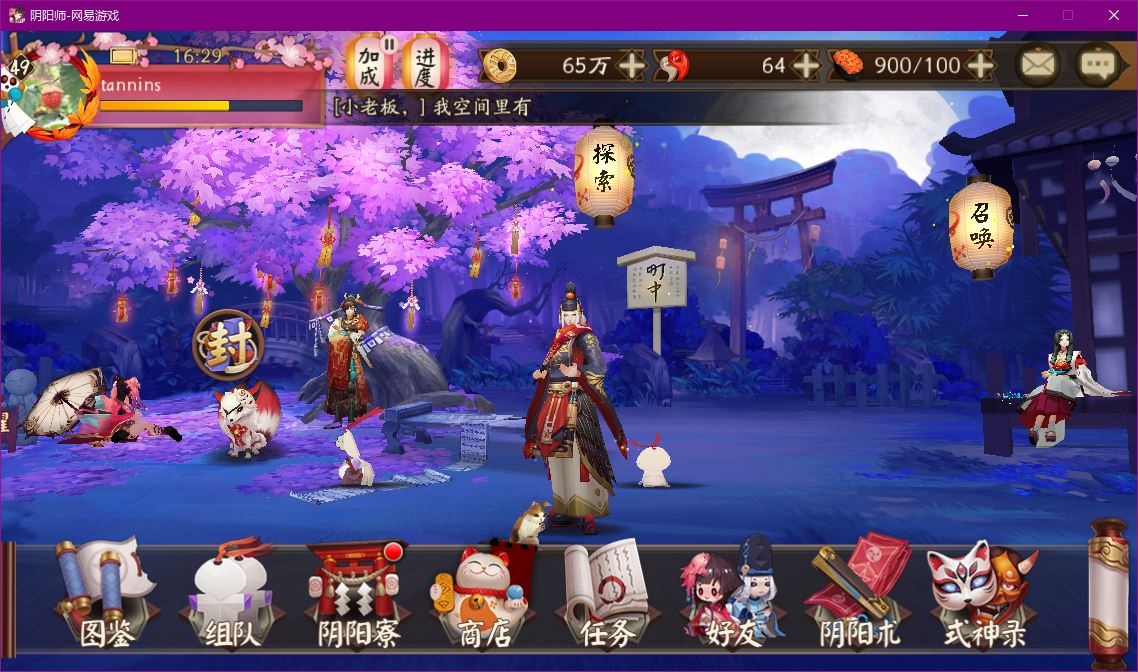 阴阳师-网易游戏
49
16:29
加成
进度
65万
64
900/100
tannins
[小老板，] 我空间里有
探索
召唤
町中
封
图鉴
组队
阴阳寮
商店
任务
好友
阴阳术
式神录